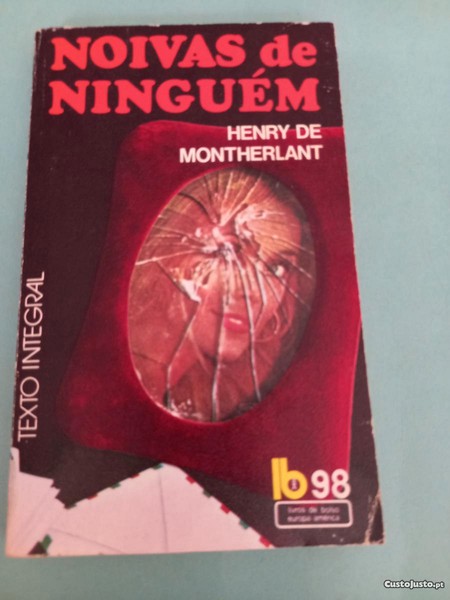 NOIVAS de
NINGUÉM
HENRY DE
MONTHERLANT
TEXTO INTEGRAL
lb 98
livros de bolso
europa américa
CustoJusto.pt